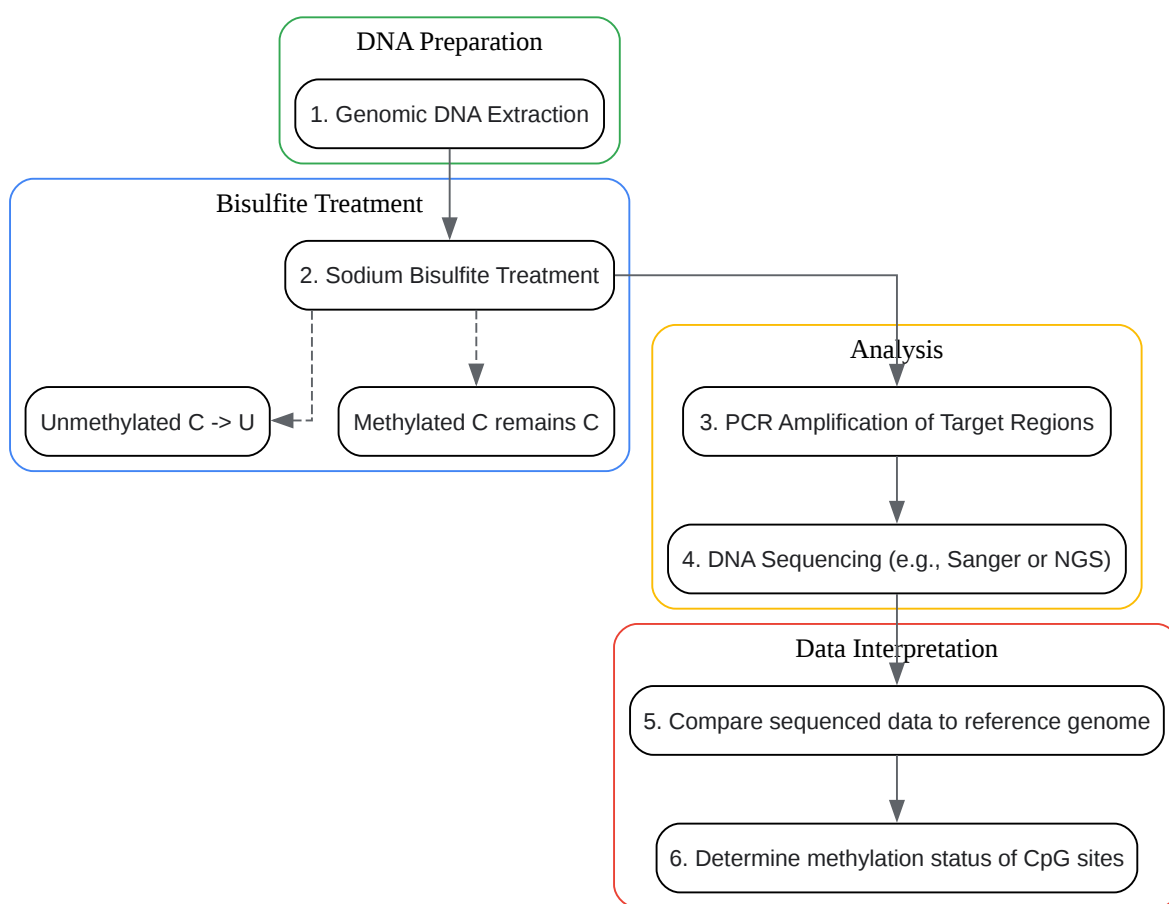 DNA Preparation
1. Genomic DNA Extraction
Bisulfite Treatment
2. Sodium Bisulfite Treatment
Unmethylated C -> U
Methylated C remains C
Analysis
3. PCR Amplification of Target Regions
4. DNA Sequencing (e.g., Sanger or NGS)
Data Interpretation
5. Compare sequenced data to reference genome
6. Determine methylation status of CpG sites